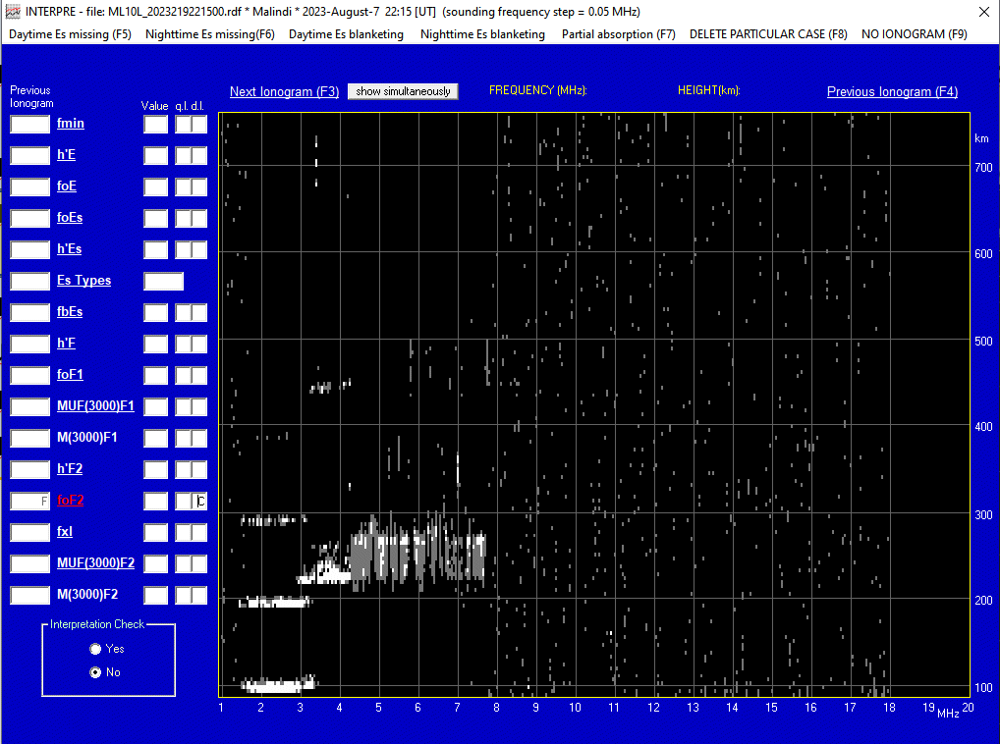 INTERPRE - file: ML10L_2023219221500.rdf * Malindi * 2023-August-7 22:15 [UT] (sounding frequency step = 0.05 MHz)
Daytime Es missing (F5) Nighttime Es missing(F6) Daytime Es blanketing Nighttime Es blanketing Partial absorption (F7) DELETE PARTICULAR CASE (F8) NO IONOGRAM (F9)
Previous
Ionogram
Value q.l. d.l.
Next Ionogram (F3) show simultaneously FREQUENCY (MHz): HEIGHT(km): Previous Ionogram (F4)
fmin
h'E
foE
foEs
h'Es
Es Types
fbEs
h'F
foF1
MUF(3000)F1
M(3000)F1
h'F2
F foF2 C
fxI
MUF(3000)F2
M(3000)F2
Interpretation Check
Yes
No
km
700
600
500
400
300
200
100
1 2 3 4 5 6 7 8 9 10 11 12 13 14 15 16 17 18 19 20
MHz